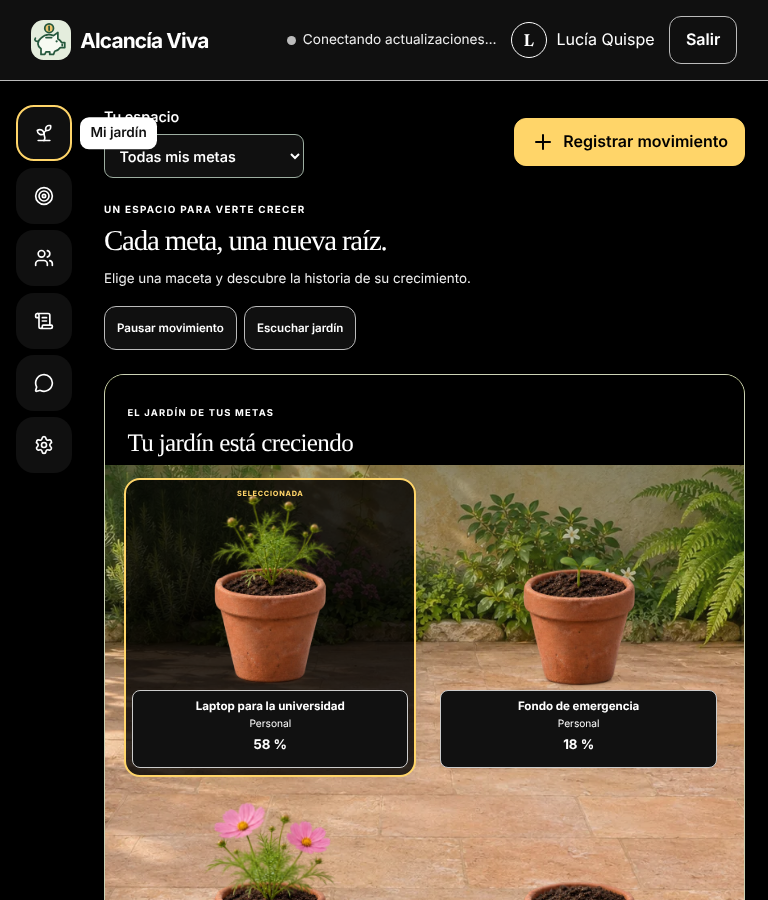 Alcancía Viva
Conectando actualizaciones...
L
Lucía Quispe
Salir
Tu espacio
Mi jardín
Todas mis metas
Registrar movimiento
UN ESPACIO PARA VERTE CRECER
Cada meta, una nueva raíz.
Elige una maceta y descubre la historia de su crecimiento.
Pausar movimiento
Escuchar jardín
EL JARDÍN DE TUS METAS
Tu jardín está creciendo
SELECCIONADA
Laptop para la universidad
Personal
58 %
Fondo de emergencia
Personal
18 %